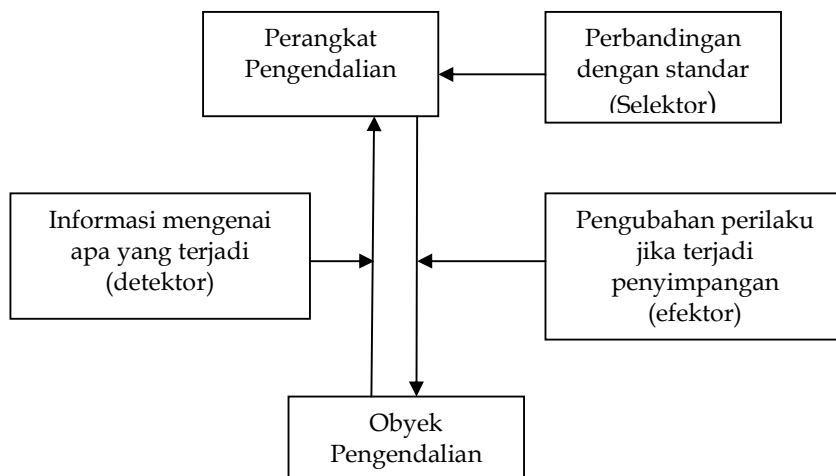 Perangkat
Pengendalian
Perbandingan
dengan standar
(Selektor)
Informasi mengenai
apa yang terjadi
(detektor)
Pengubahan perilaku
jika terjadi
penyimpangan
(efektor)
Obyek
Pengendalian